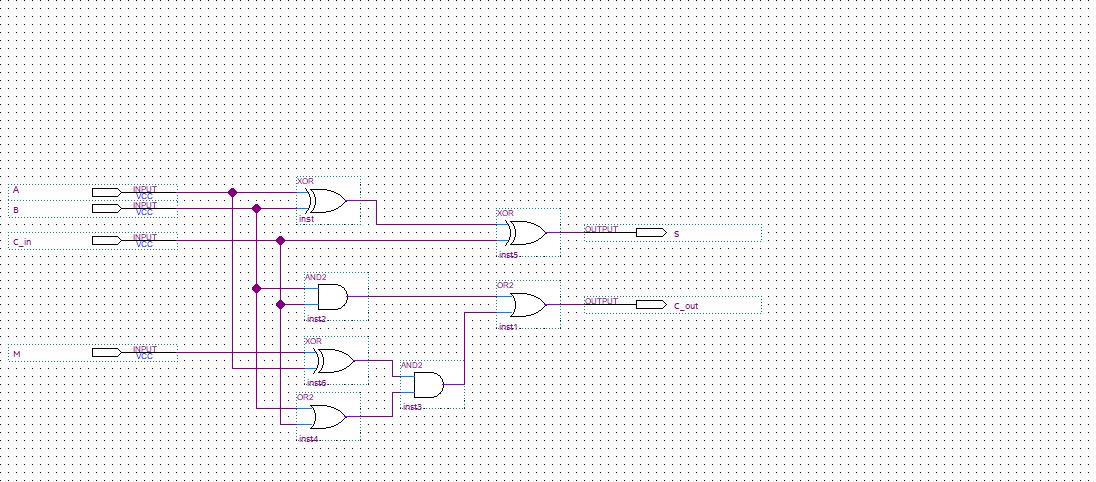 XOR
A INPUT
VCC
B INPUT
VCC
inst
XOR
OUTPUT S
C_in INPUT
VCC
inst5
AND2
OR2
OUTPUT C_out
inst2
inst1
XOR
M INPUT
VCC
AND2
inst6
OR2
inst3
inst4